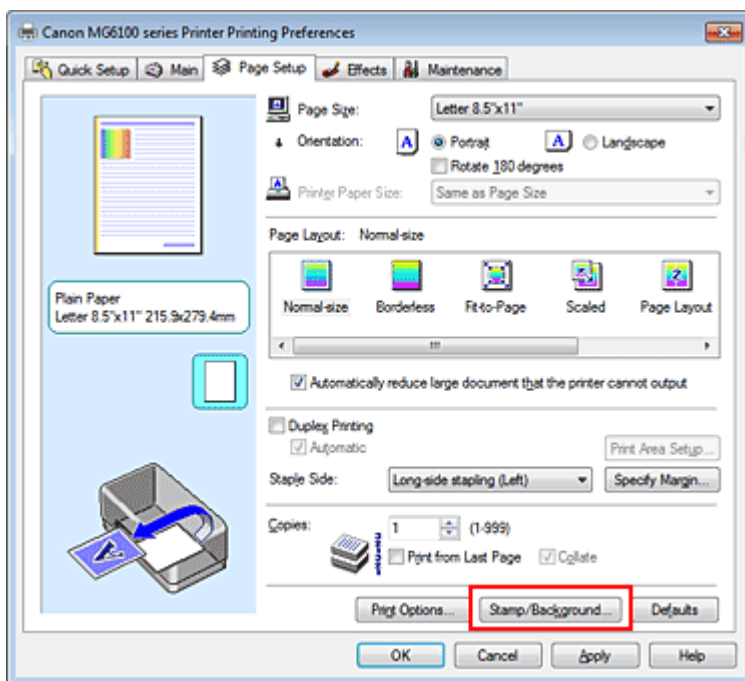 Canon MG6100 series Printer Printing Preferences
Quick Setup Main Page Setup Effects Maintenance
Page Size: Letter 8.5"x11"
Orientation: A Portrait A Landscape
Rotate 180 degrees
Printer Paper Size: Same as Page Size
Page Layout: Normal-size
Normal-size Borderless Fit-to-Page Scaled Page Layout
Plain Paper
Letter 8.5"x11" 215.9x279.4mm
Automatically reduce large document that the printer cannot output
Duplex Printing
Automatic Print Area Setup...
Staple Side: Long-side stapling (Left) Specify Margin...
Copies: 1 (1-999)
Print from Last Page Collate
Print Options... Stamp/Background... Defaults
OK Cancel Apply Help